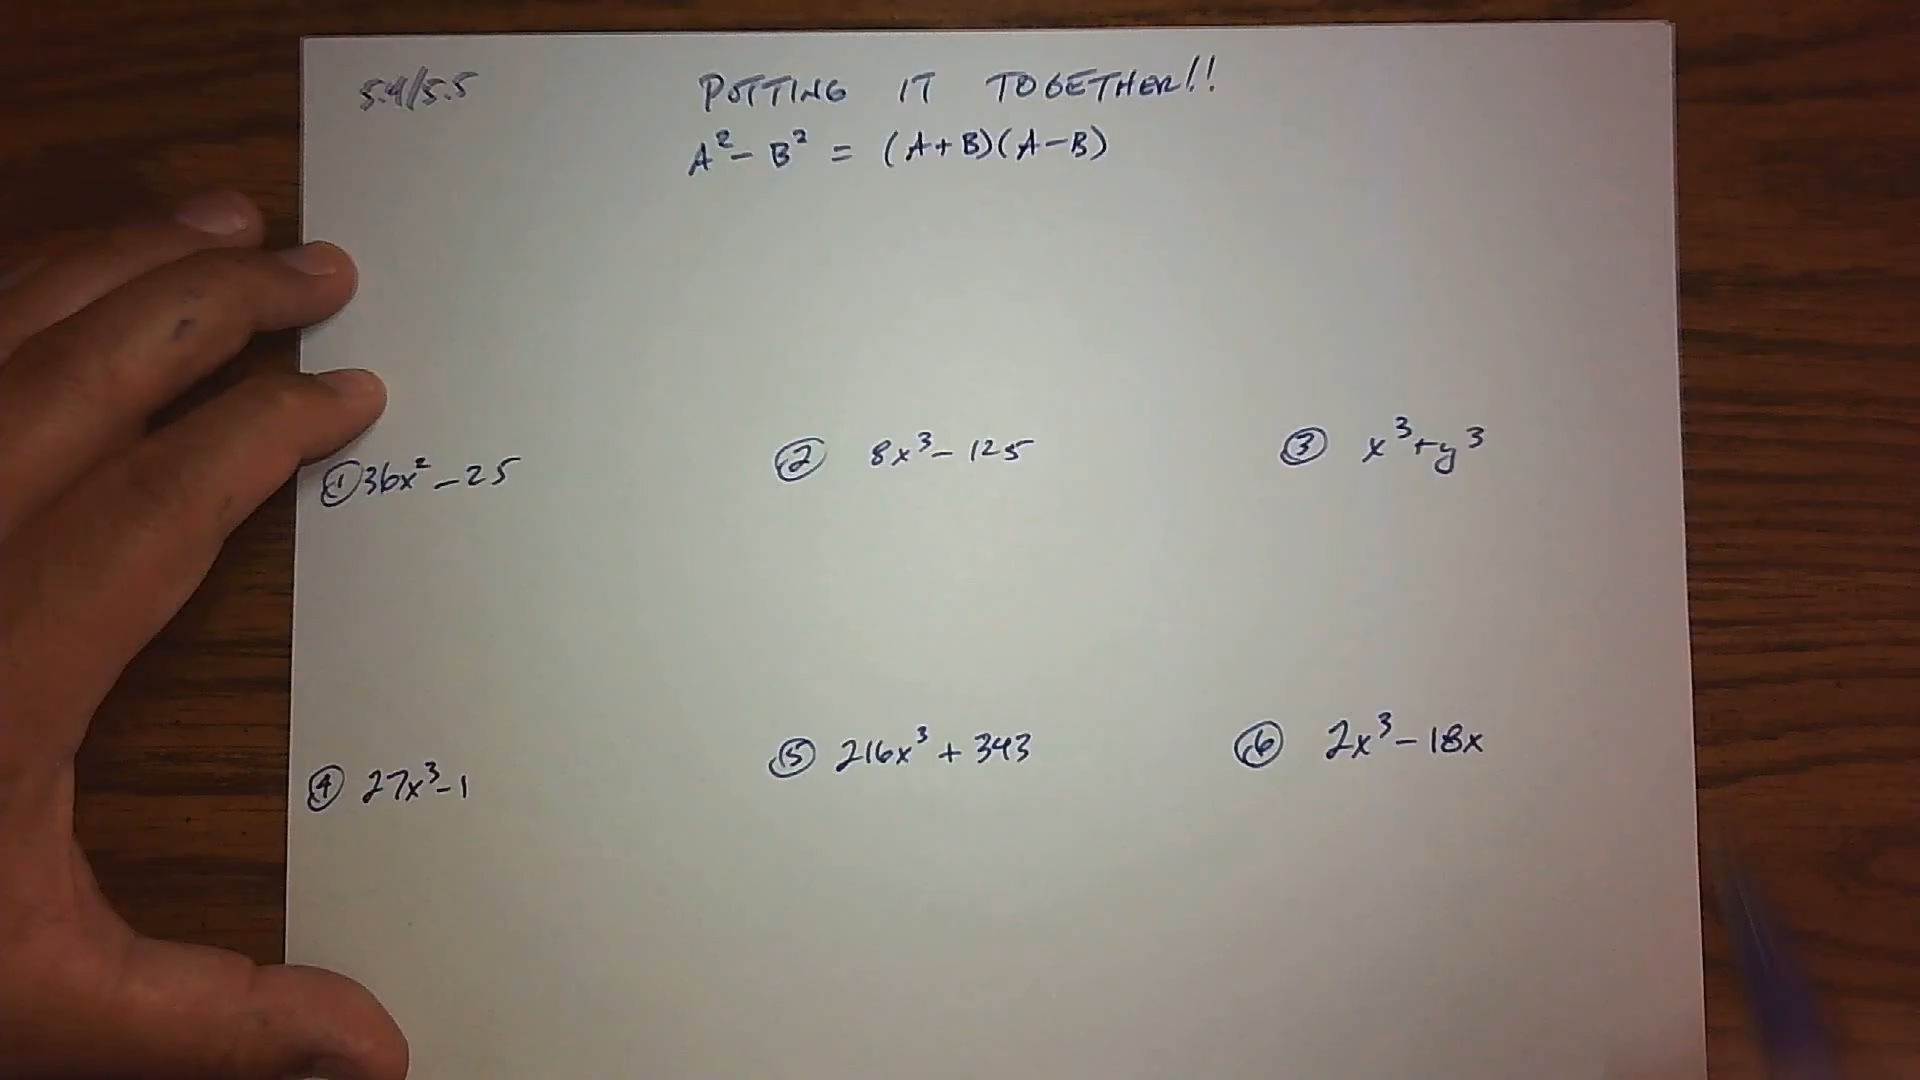 5.4/5.5
PUTTING IT TOGETHER!!
A² - B² = (A+B)(A-B)
① 36x² - 25
② 8x³ - 125
③ x³ + y³
④ 27x³ - 1
⑤ 216x³ + 343
⑥ 2x³ - 18x